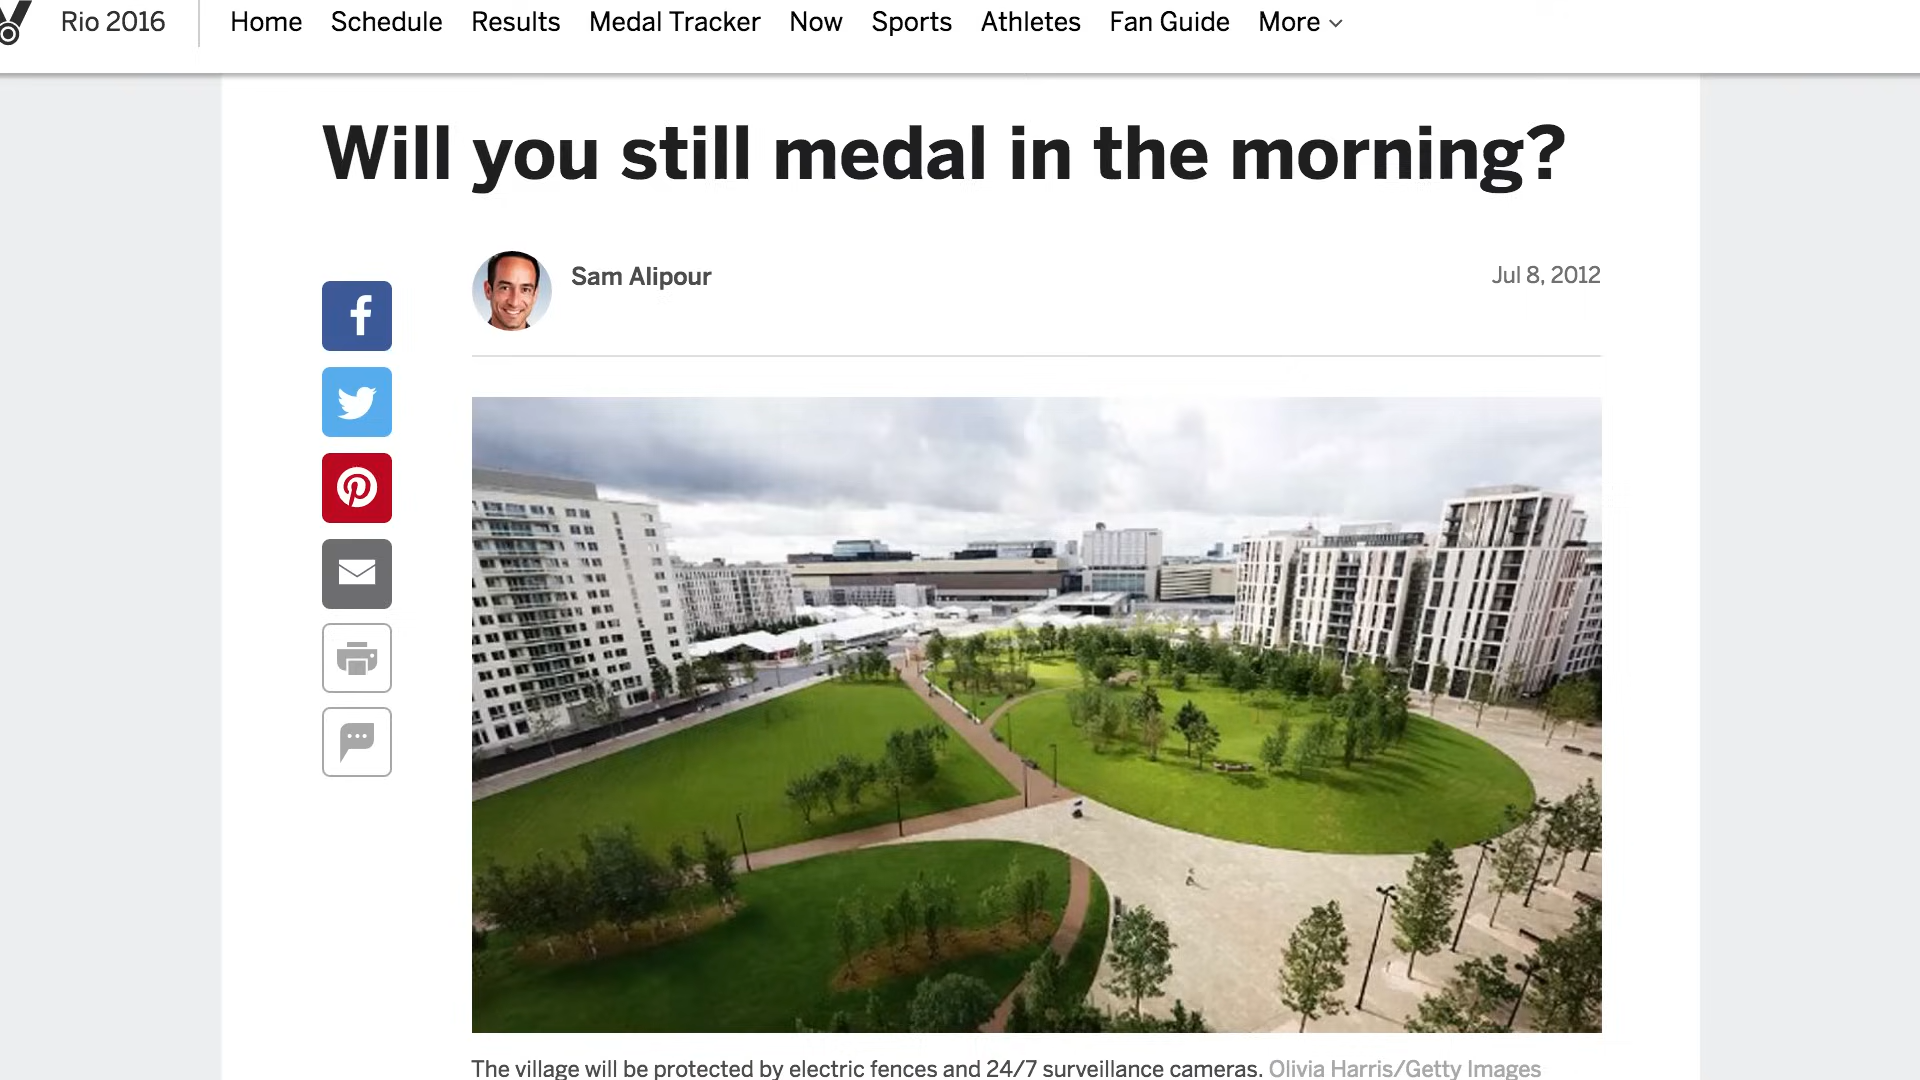 Rio 2016
Home Schedule Results Medal Tracker Now Sports Athletes Fan Guide More
Will you still medal in the morning?
Sam Alipour
Jul 8, 2012
The village will be protected by electric fences and 24/7 surveillance cameras. Olivia Harris/Getty Images